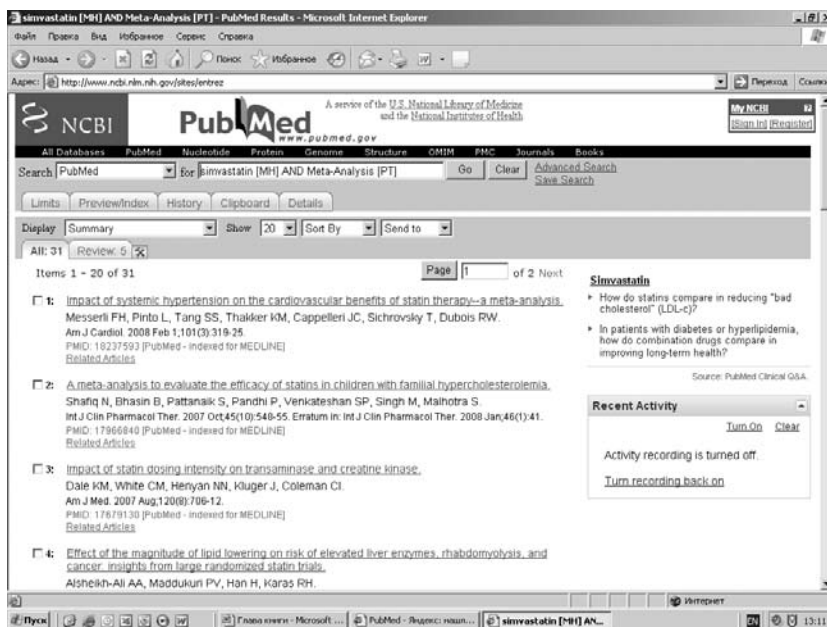 simvastatin [MH] AND Meta-Analysis [PT] - PubMed Results - Microsoft Internet Explorer
Файл Правка Вид Избранное Сервис Справка
Назад Поиск Избранное
Адрес: http://www.ncbi.nlm.nih.gov/sites/entrez Переход Ссылки
NCBI
PubMed
www.pubmed.gov
A service of the U.S. National Library of Medicine
and the National Institutes of Health
My NCBI
[Sign In] [Register]
All Databases PubMed Nucleotide Protein Genome Structure OMIM PMC Journals Books
Search PubMed for simvastatin [MH] AND Meta-Analysis [PT] Go Clear Advanced Search
Save Search
Limits Preview/Index History Clipboard Details
Display Summary Show 20 Sort By Send to
All: 31 Review: 5
Items 1 - 20 of 31 Page 1 of 2 Next
1: Impact of systemic hypertension on the cardiovascular benefits of statin therapy--a meta-analysis.
Messerli FH, Pinto L, Tang SS, Thakker KM, Cappelleri JC, Sichrovsky T, Dubois RW.
Am J Cardiol. 2008 Feb 1;101(3):319-25.
PMID: 18237593 [PubMed - indexed for MEDLINE]
Related Articles
2: A meta-analysis to evaluate the efficacy of statins in children with familial hypercholesterolemia.
Shafiq N, Bhasin B, Pattanaik S, Pandhi P, Venkateshan SP, Singh M, Malhotra S.
Int J Clin Pharmacol Ther. 2007 Oct;45(10):548-55. Erratum in: Int J Clin Pharmacol Ther. 2008 Jan;46(1):41.
PMID: 17966840 [PubMed - indexed for MEDLINE]
Related Articles
3: Impact of statin dosing intensity on transaminase and creatine kinase.
Dale KM, White CM, Henyan NN, Kluger J, Coleman CI.
Am J Med. 2007 Aug;120(8):706-12.
PMID: 17679130 [PubMed - indexed for MEDLINE]
Related Articles
4: Effect of the magnitude of lipid lowering on risk of elevated liver enzymes, rhabdomyolysis, and
cancer: insights from large randomized statin trials.
Alsheikh-Ali AA, Maddukuri PV, Han H, Karas RH.
Simvastatin
How do statins compare in reducing "bad
cholesterol" (LDL-c)?
In patients with diabetes or hyperlipidemia,
how do combination drugs compare in
improving long-term health?
Source: PubMed Clinical Q&A.
Recent Activity
Turn On Clear
Activity recording is turned off.
Turn recording back on
Интернет
Пуск Глава книги - Microsoft ... PubMed - Яндекс: нашл... simvastatin [MH] AN... EN 13:11